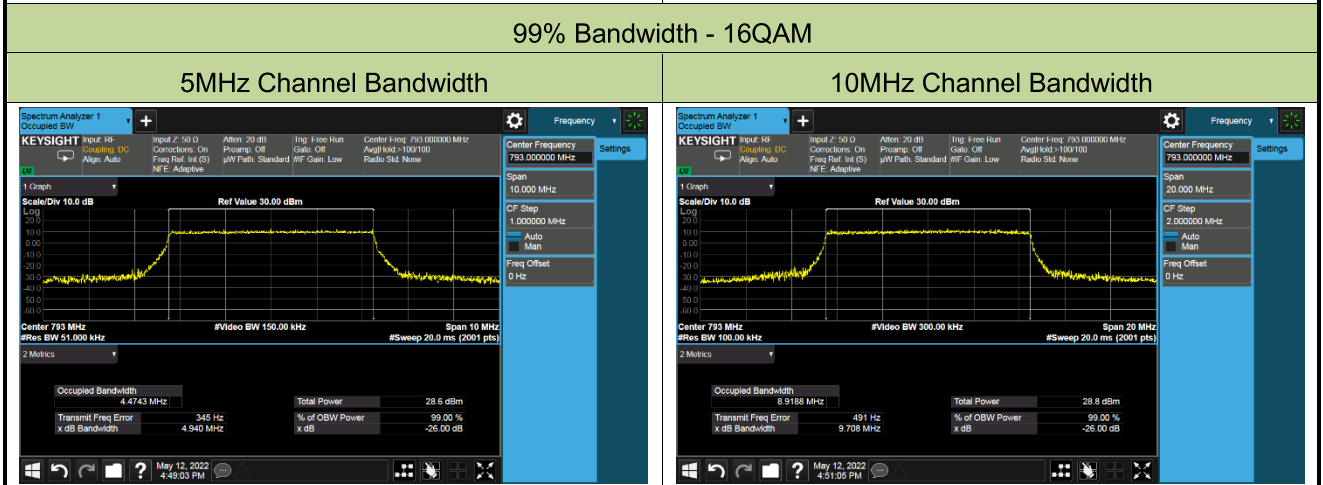 99% Bandwidth - 16QAM
5MHz Channel Bandwidth
10MHz Channel Bandwidth
Spectrum Analyzer 1
Occupied BW
Frequency
KEYSIGHT
Input: RF
Coupling: DC
Align: Auto
Input Z: 50 Ω
Corrections: On
Freq Ref: Int (S)
NFE: Adaptive
Atten: 20 dB
Preamp: Off
µW Path: Standard
Trig: Free Run
Gate: Off
#IF Gain: Low
Center Freq: 793.000000 MHz
Avg|Hold:>100/100
Radio Std: None
Center Frequency
793.000000 MHz
Settings
Span
10.000 MHz
CF Step
1.000000 MHz
Auto
Man
Freq Offset
0 Hz
1 Graph
Scale/Div 10.0 dB
Ref Value 30.00 dBm
Log
20.0
10.0
0.00
-10.0
-20.0
-30.0
-40.0
-50.0
-60.0
Center 793 MHz
#Video BW 150.00 kHz
Span 10 MHz
#Res BW 51.000 kHz
#Sweep 20.0 ms (2001 pts)
2 Metrics
Occupied Bandwidth
4.4743 MHz
Total Power 28.6 dBm
Transmit Freq Error 345 Hz
% of OBW Power 99.00 %
x dB Bandwidth 4.940 MHz
x dB -26.00 dB
May 12, 2022
4:49:03 PM
Spectrum Analyzer 1
Occupied BW
Frequency
KEYSIGHT
Input: RF
Coupling: DC
Align: Auto
Input Z: 50 Ω
Corrections: On
Freq Ref: Int (S)
NFE: Adaptive
Atten: 20 dB
Preamp: Off
µW Path: Standard
Trig: Free Run
Gate: Off
#IF Gain: Low
Center Freq: 793.000000 MHz
Avg|Hold:>100/100
Radio Std: None
Center Frequency
793.000000 MHz
Settings
Span
20.000 MHz
CF Step
2.000000 MHz
Auto
Man
Freq Offset
0 Hz
1 Graph
Scale/Div 10.0 dB
Ref Value 30.00 dBm
Log
20.0
10.0
0.00
-10.0
-20.0
-30.0
-40.0
-50.0
-60.0
Center 793 MHz
#Video BW 300.00 kHz
Span 20 MHz
#Res BW 100.00 kHz
#Sweep 20.0 ms (2001 pts)
2 Metrics
Occupied Bandwidth
8.9188 MHz
Total Power 28.8 dBm
Transmit Freq Error 491 Hz
% of OBW Power 99.00 %
x dB Bandwidth 9.708 MHz
x dB -26.00 dB
May 12, 2022
4:51:05 PM